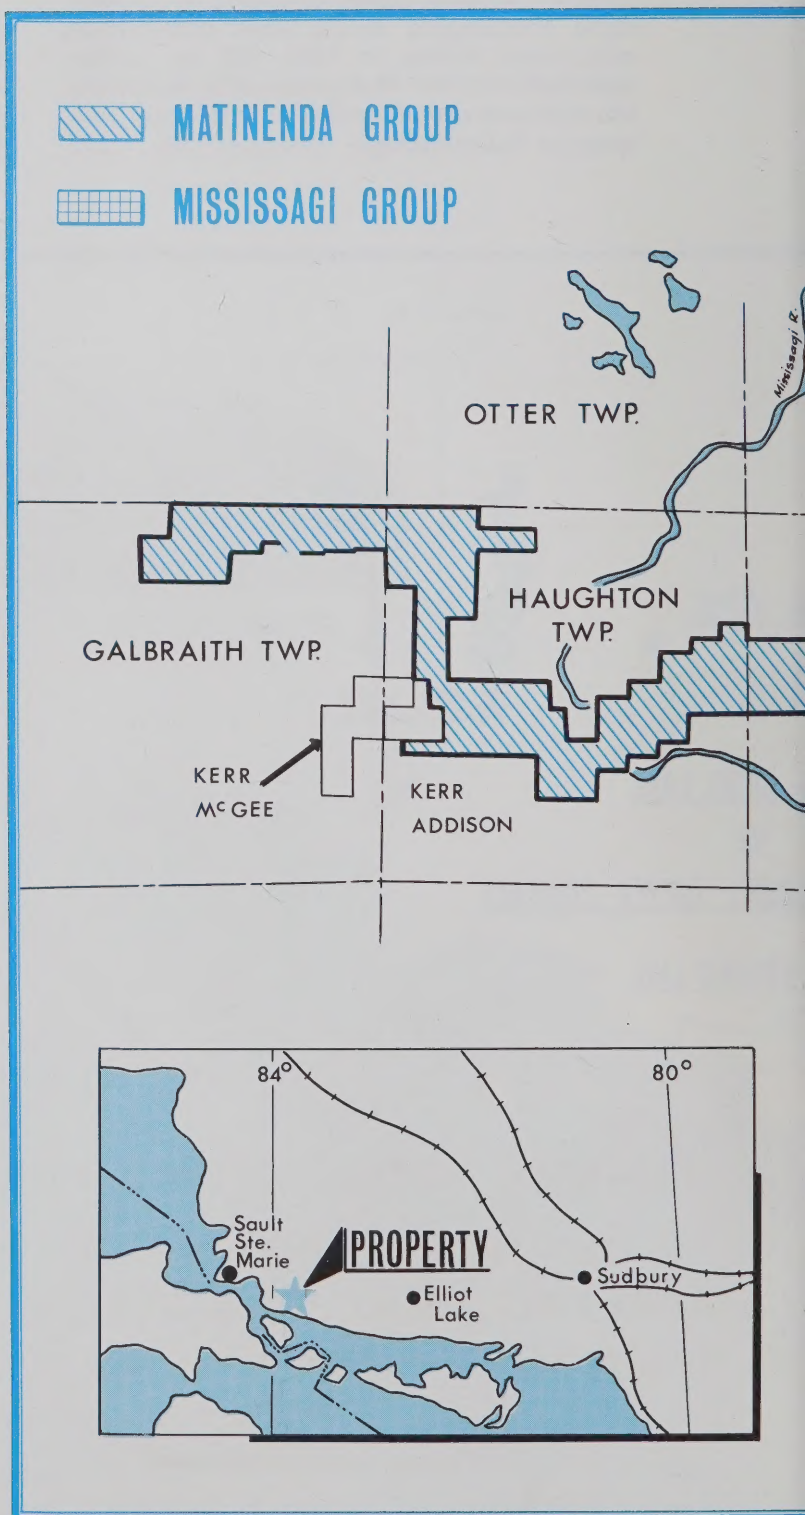 MATINENDA GROUP
MISSISSAGI GROUP
Mississagi R.
OTTER TWP.
HAUGHTON
TWP.
GALBRAITH TWP.
KERR
McGEE
KERR
ADDISON
84°
80°
Sault
Ste.
Marie
PROPERTY
Sudbury
Elliot
Lake